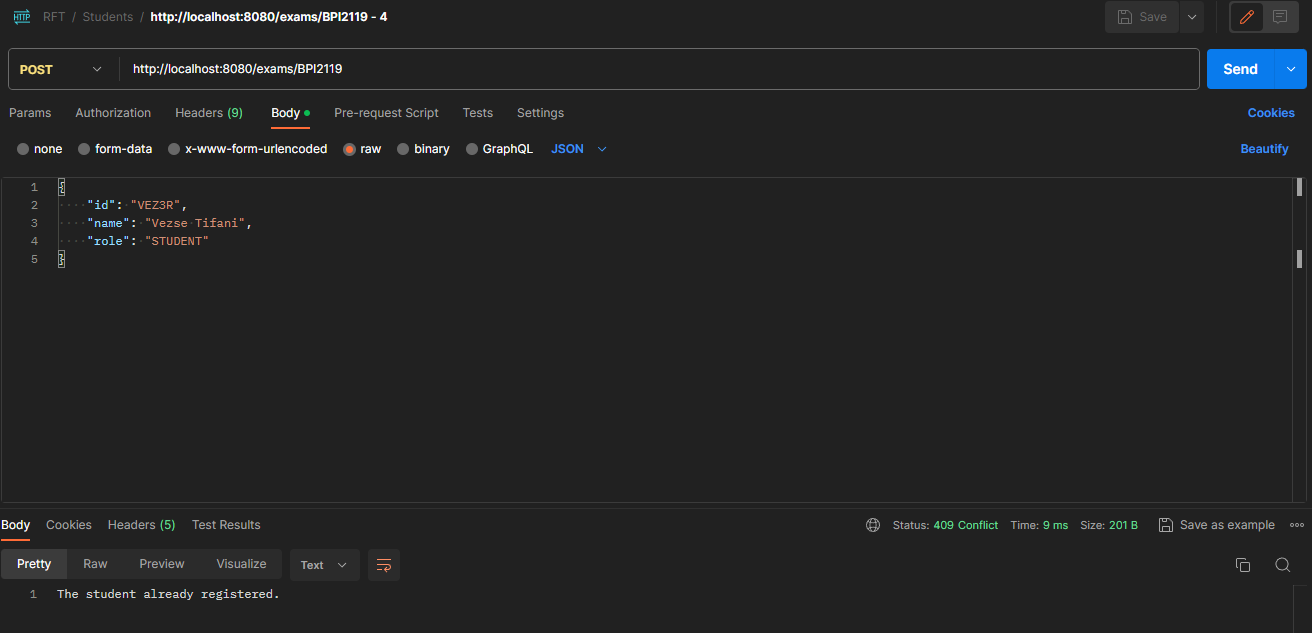 HTTP RFT / Students / http://localhost:8080/exams/BPI2119 - 4 Save
POST http://localhost:8080/exams/BPI2119 Send
Params Authorization Headers (9) Body Pre-request Script Tests Settings Cookies
none form-data x-www-form-urlencoded raw binary GraphQL JSON Beautify
1 {
2 "id": "VEZ3R",
3 "name": "Vezse Tifani",
4 "role": "STUDENT"
5 }
Body Cookies Headers (5) Test Results Status: 409 Conflict Time: 9 ms Size: 201 B Save as example
Pretty Raw Preview Visualize Text
1 The student already registered.